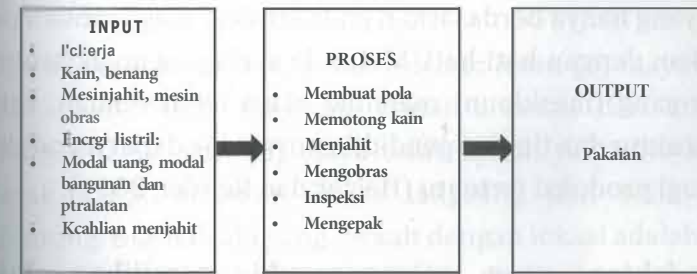 INPUT
• l'cl:erja
• Kain, benang
• Mesinjahit, mesin
obras
• Encrgi listril:
• Modal uang, modal
bangunan dan
ptralatan
• Kcahlian menjahit
PROSES
• Membuat pola
• Memotong kain
• Menjahit
• Mengobras
• Inspeksi
• Mengepak
OUTPUT
Pakaian